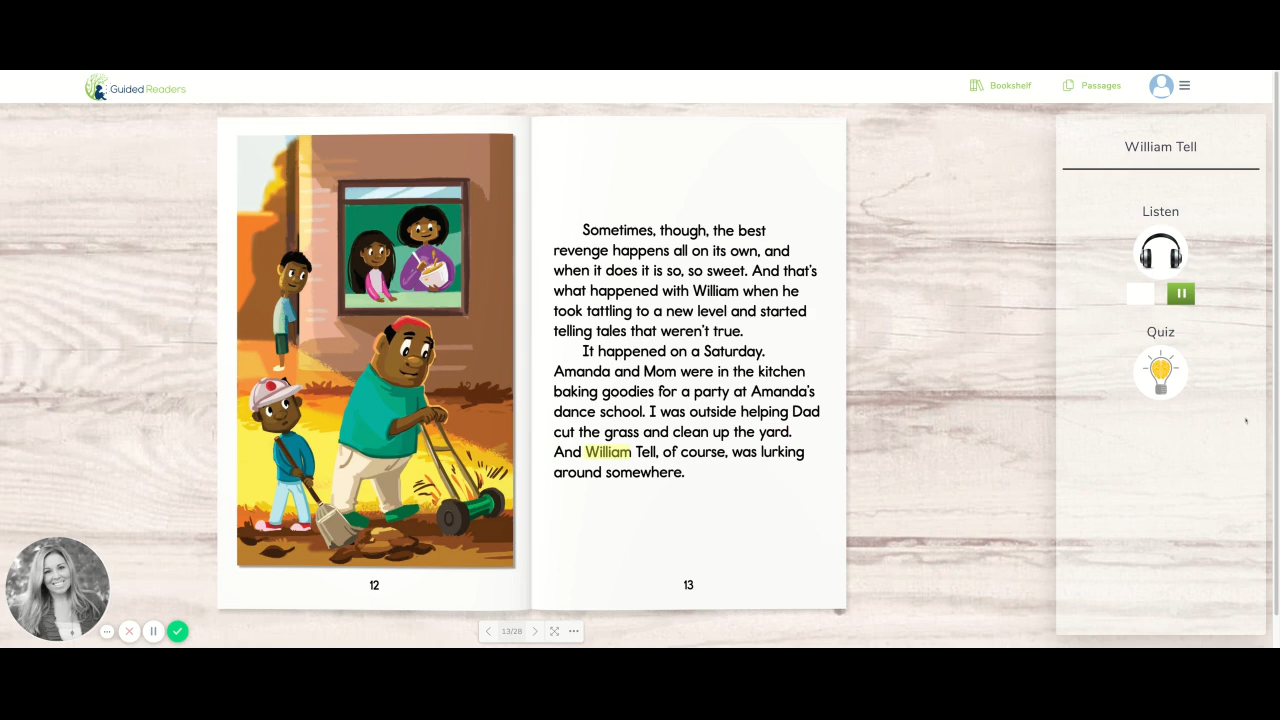 Guided Readers
Bookshelf
Passages
William Tell
Listen
Quiz
Sometimes, though, the best
revenge happens all on its own, and
when it does it is so, so sweet. And that's
what happened with William when he
took tattling to a new level and started
telling tales that weren't true.
It happened on a Saturday.
Amanda and Mom were in the kitchen
baking goodies for a party at Amanda's
dance school. I was outside helping Dad
cut the grass and clean up the yard.
And William Tell, of course, was lurking
around somewhere.
12
13
13/28